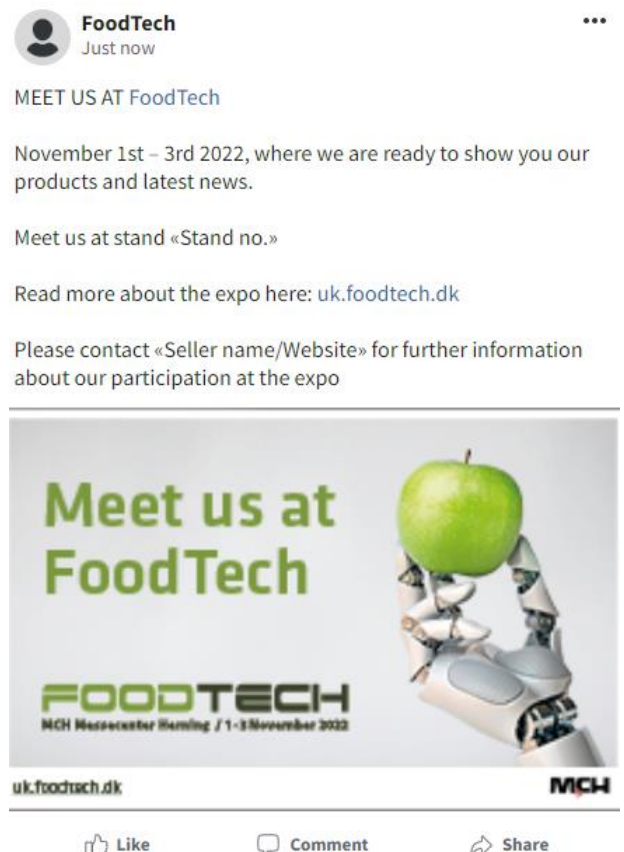 FoodTech
Just now
MEET US AT FoodTech
November 1st – 3rd 2022, where we are ready to show you our
products and latest news.
Meet us at stand «Stand no.»
Read more about the expo here: uk.foodtech.dk
Please contact «Seller name/Website» for further information
about our participation at the expo
Meet us at
FoodTech
FOODTECH
MCH Messecenter Herning / 1-3 November 2022
uk.foodtech.dk
MCH
Like
Comment
Share